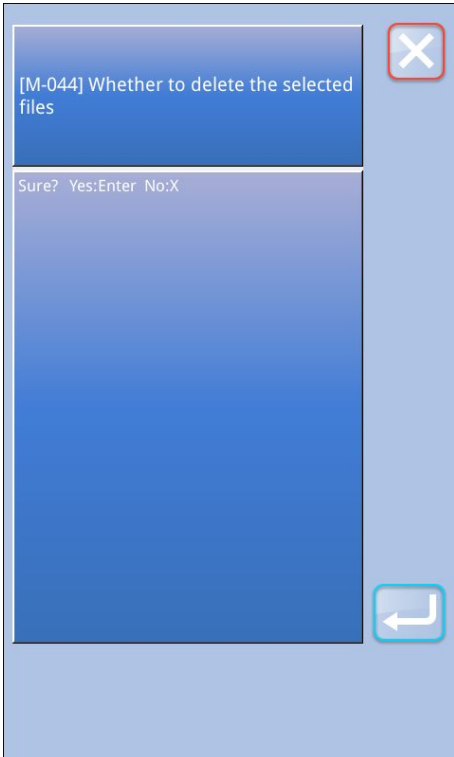 [M-044] Whether to delete the selected
files
Sure? Yes:Enter No:X